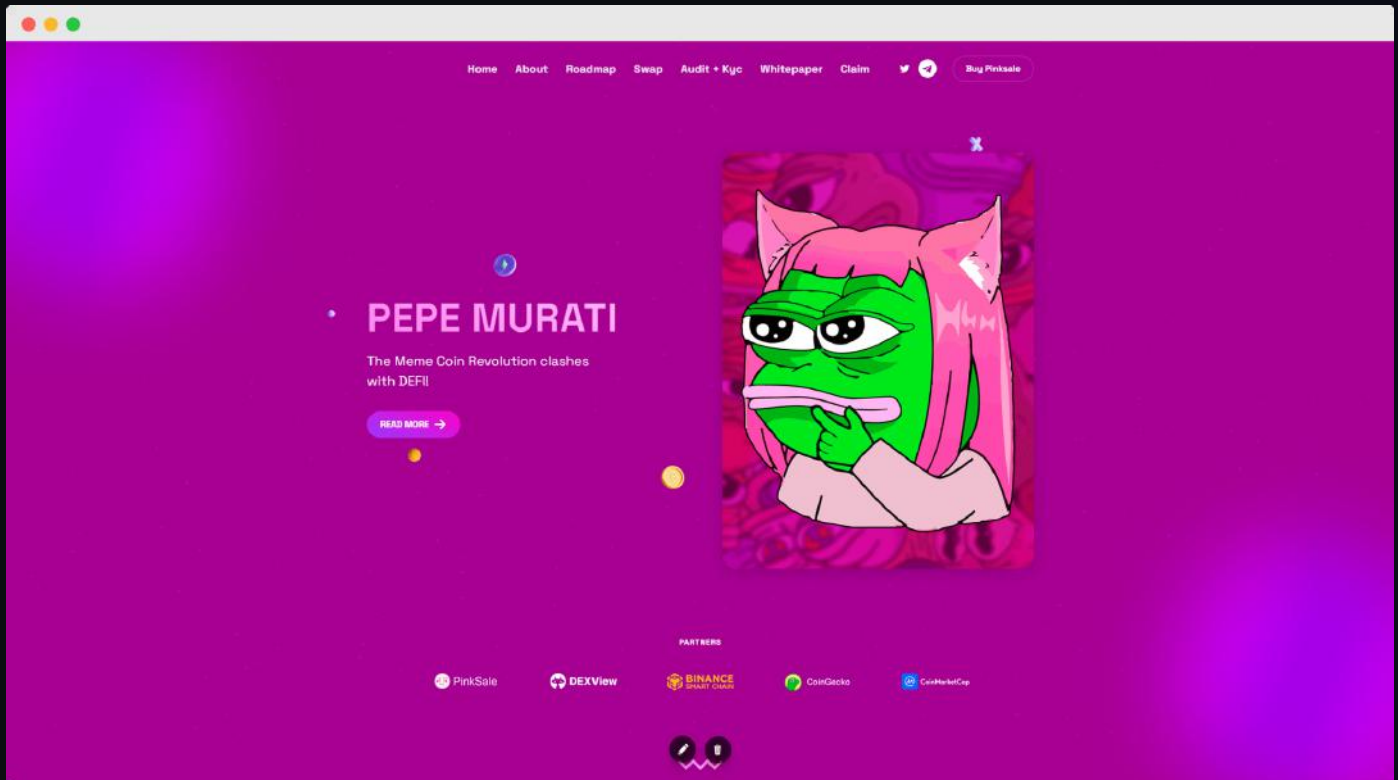 Home About Roadmap Swap Audit + Kyc Whitepaper Claim Buy Pinksale
PEPE MURATI
The Meme Coin Revolution clashes
with DEFI!
READ MORE
PARTNERS
PinkSale DEXView BINANCE SMART CHAIN CoinGecko CoinMarketCap